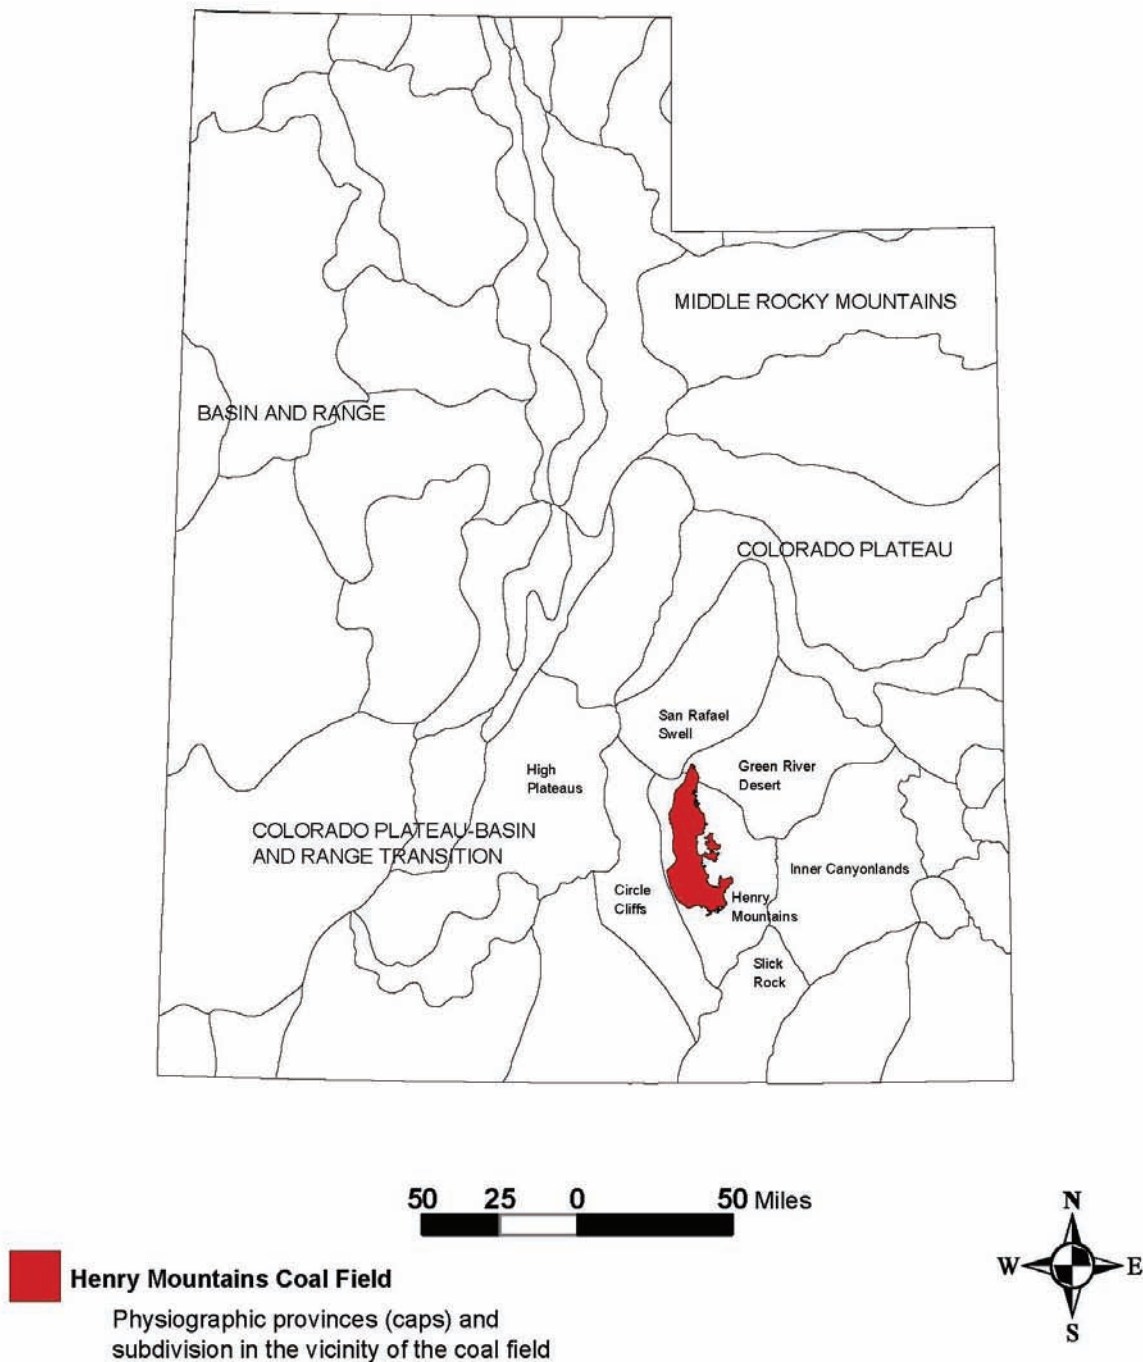 MIDDLE ROCKY MOUNTAINS
BASIN AND RANGE
COLORADO PLATEAU
San Rafael
Swell
High
Plateaus
Green River
Desert
COLORADO PLATEAU-BASIN
AND RANGE TRANSITION
Inner Canyonlands
Circle
Cliffs
Henry
Mountains
Slick
Rock
50 25 0 50 Miles
N
W E
S
Henry Mountains Coal Field
Physiographic provinces (caps) and
subdivision in the vicinity of the coal field